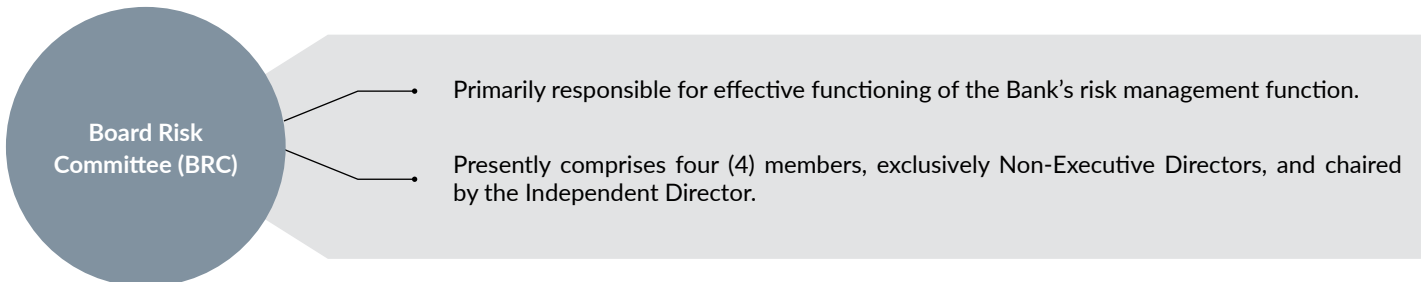 Board Risk
Committee (BRC)
Primarily responsible for effective functioning of the Bank's risk management function.
Presently comprises four (4) members, exclusively Non-Executive Directors, and chaired
by the Independent Director.